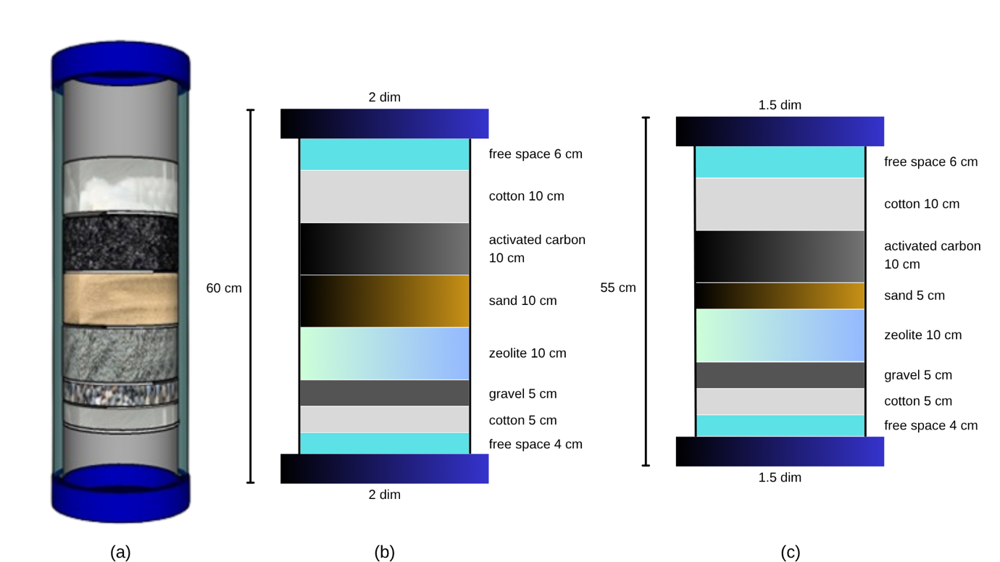 2 dim
free space 6 cm
cotton 10 cm
activated carbon
10 cm
sand 10 cm
60 cm
zeolite 10 cm
gravel 5 cm
cotton 5 cm
free space 4 cm
2 dim
1.5 dim
free space 6 cm
cotton 10 cm
activated carbon
10 cm
55 cm
sand 5 cm
zeolite 10 cm
gravel 5 cm
cotton 5 cm
free space 4 cm
1.5 dim
(a)
(b)
(c)